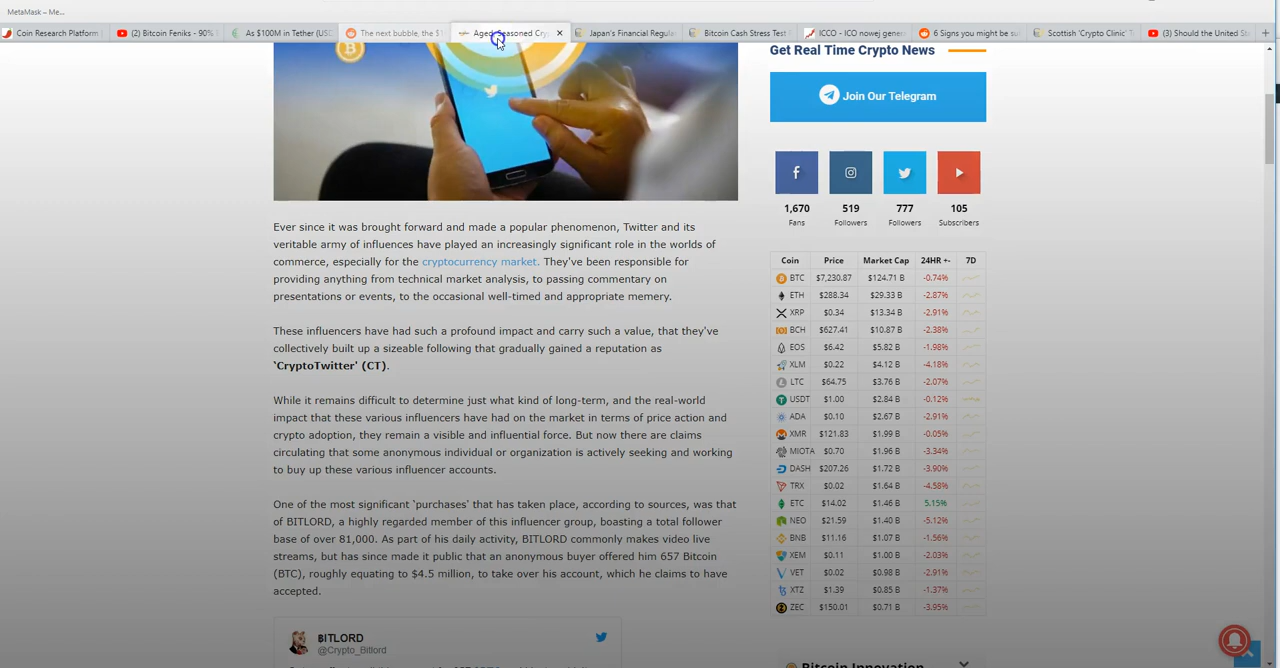 MetaMask – Me...
Coin Research Platform
(2) Bitcoin Feniks - 90%
As $100M in Tether (USD
The next bubble, the $1
Aged, Seasoned Cry
Japan's Financial Regula
Bitcoin Cash Stress Test
ICCO - ICO nowej gener
6 Signs you might be su
Scottish 'Crypto Clinic' T
(3) Should the United St
Get Real Time Crypto News
Join Our Telegram
1,670 519 777 105
Fans Followers Followers Subscribers
Ever since it was brought forward and made a popular phenomenon, Twitter and its
veritable army of influences have played an increasingly significant role in the worlds of
commerce, especially for the cryptocurrency market. They've been responsible for
providing anything from technical market analysis, to passing commentary on
presentations or events, to the occasional well-timed and appropriate memery.
These influencers have had such a profound impact and carry such a value, that they've
collectively built up a sizeable following that gradually gained a reputation as
`CryptoTwitter' (CT).
While it remains difficult to determine just what kind of long-term, and the real-world
impact that these various influencers have had on the market in terms of price action and
crypto adoption, they remain a visible and influential force. But now there are claims
circulating that some anonymous individual or organization is actively seeking and working
to buy up these various influencer accounts.
One of the most significant `purchases' that has taken place, according to sources, was that
of BITLORD, a highly regarded member of this influencer group, boasting a total follower
base of over 81,000. As part of his daily activity, BITLORD commonly makes video live
streams, but has since made it public that an anonymous buyer offered him 657 Bitcoin
(BTC), roughly equating to $4.5 million, to take over his account, which he claims to have
accepted.
฿ITLORD
@Crypto_Bitlord
Coin Price Market Cap 24HR +- 7D
BTC $7,230.87 $124.71 B -0.74%
ETH $288.34 $29.33 B -2.87%
XRP $0.34 $13.34 B -2.91%
BCH $627.41 $10.87 B -2.38%
EOS $6.42 $5.82 B -1.98%
XLM $0.22 $4.12 B -4.18%
LTC $64.75 $3.76 B -2.07%
USDT $1.00 $2.84 B -0.12%
ADA $0.10 $2.67 B -2.91%
XMR $121.83 $1.99 B -0.05%
MIOTA $0.70 $1.96 B -3.34%
DASH $207.26 $1.72 B -3.90%
TRX $0.02 $1.64 B -4.58%
ETC $14.02 $1.46 B 5.15%
NEO $21.59 $1.40 B -5.12%
BNB $11.16 $1.07 B -1.56%
XEM $0.11 $1.00 B -2.03%
VET $0.02 $0.98 B -2.91%
XTZ $1.39 $0.85 B -1.37%
ZEC $150.01 $0.71 B -3.95%
Bitcoin Innovation